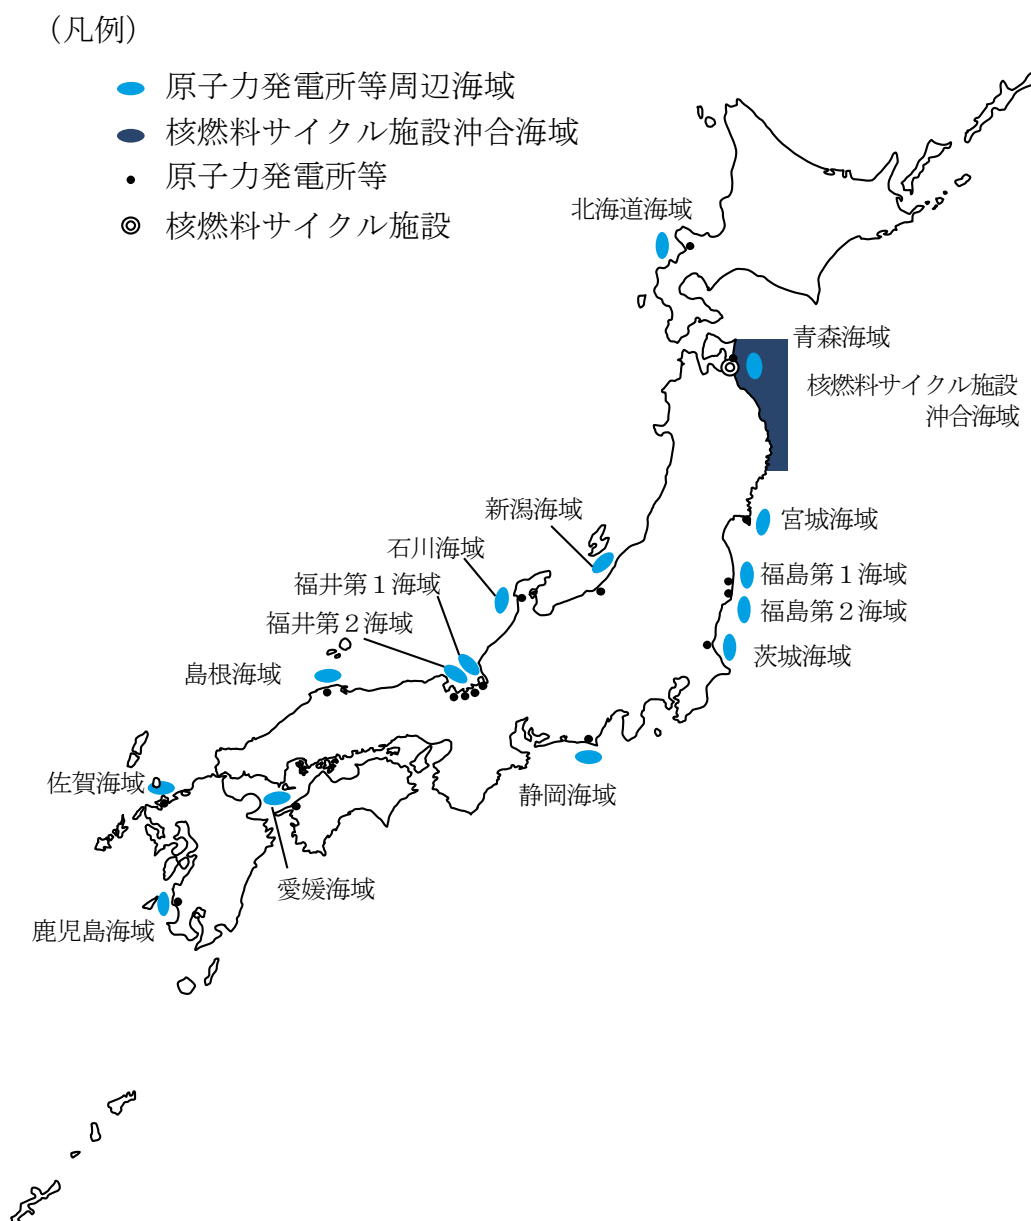 （凡例）
原子力発電所等周辺海域
核燃料サイクル施設沖合海域
原子力発電所等
核燃料サイクル施設
北海道海域
青森海域
核燃料サイクル施設
沖合海域
新潟海域
宮城海域
石川海域
福井第１海域
福島第１海域
福井第２海域
福島第２海域
茨城海域
島根海域
佐賀海域
静岡海域
愛媛海域
鹿児島海域